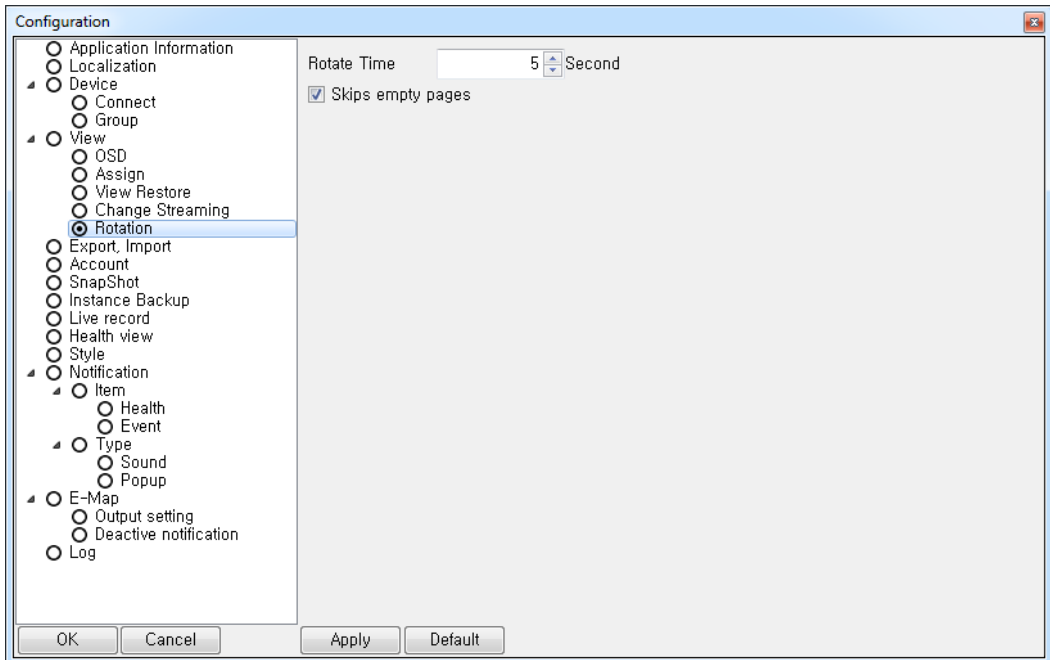 Configuration
Application Information
Localization
Device
Connect
Group
View
OSD
Assign
View Restore
Change Streaming
Rotation
Export, Import
Account
SnapShot
Instance Backup
Live record
Health view
Style
Notification
Item
Health
Event
Type
Sound
Popup
E-Map
Output setting
Deactive notification
Log
Rotate Time 5 Second
Skips empty pages
OK Cancel Apply Default